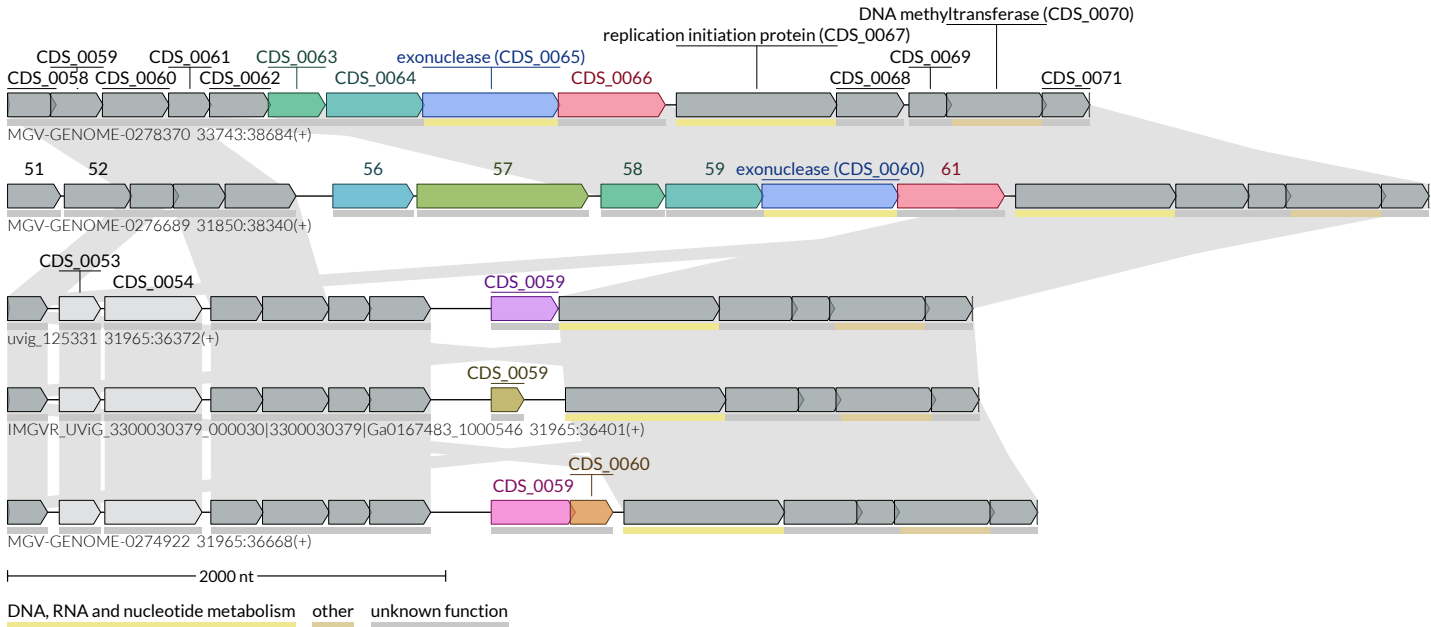 DNA methyltransferase (CDS_0070)
replication initiation protein (CDS_0067)
CDS_0059 CDS_0061 CDS_0063 exonuclease (CDS_0065) CDS_0069
CDS_0058 CDS_0060 CDS_0062 CDS_0064 CDS_0066 CDS_0068 CDS_0071
MGV-GENOME-0278370 33743:38684(+)
51 52 56 57 58 59 exonuclease (CDS_0060) 61
MGV-GENOME-0276689 31850:38340(+)
CDS_0053
CDS_0054 CDS_0059
uvig_125331 31965:36372(+)
CDS_0059
IMGVR_UViG_3300030379_000030|3300030379|Ga0167483_1000546 31965:36401(+)
CDS_0060
CDS_0059
MGV-GENOME-0274922 31965:36668(+)
2000 nt
DNA, RNA and nucleotide metabolism other unknown function